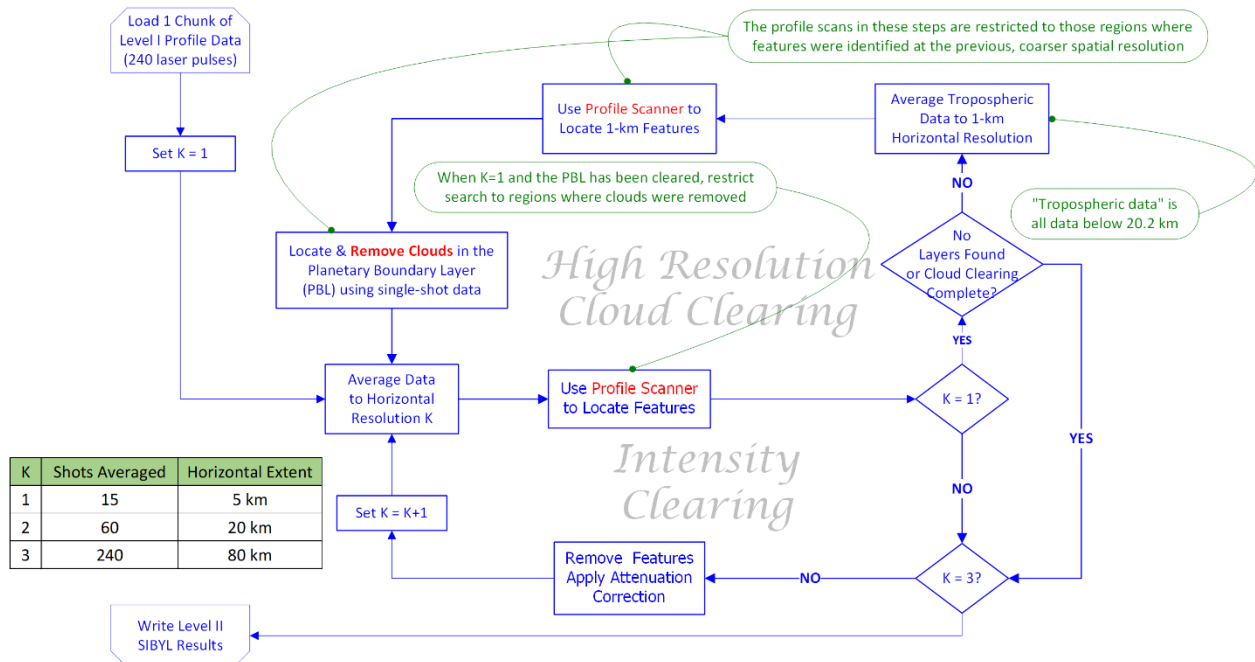 Load 1 Chunk of
Level I Profile Data
(240 laser pulses)
The profile scans in these steps are restricted to those regions where
features were identified at the previous, coarser spatial resolution
Set K = 1
Use Profile Scanner to
Locate 1-km Features
Average Tropospheric
Data to 1-km
Horizontal Resolution
When K=1 and the PBL has been cleared, restrict
search to regions where clouds were removed
NO
"Tropospheric data" is
all data below 20.2 km
Locate & Remove Clouds in the
Planetary Boundary Layer
(PBL) using single-shot data
High Resolution
Cloud Clearing
No
Layers Found
or Cloud Clearing
Complete?
YES
Average Data
to Horizontal
Resolution K
Use Profile Scanner
to Locate Features
K = 1?
YES
Intensity
Clearing
NO
K Shots Averaged Horizontal Extent
1 15 5 km
2 60 20 km
3 240 80 km
Set K = K+1
Remove Features
Apply Attenuation
Correction
NO
K = 3?
Write Level II
SIBYL Results